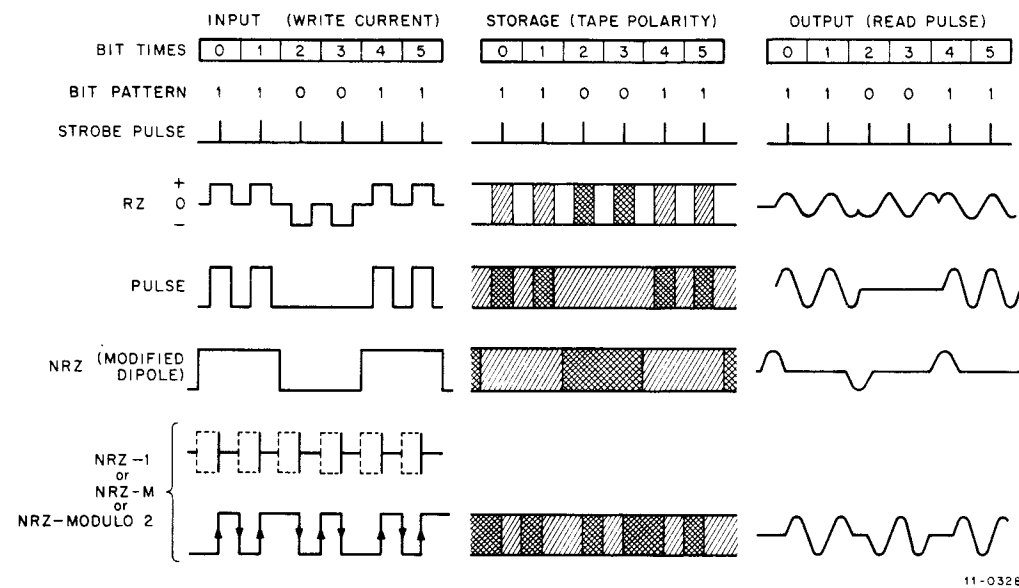 INPUT (WRITE CURRENT) STORAGE (TAPE POLARITY) OUTPUT (READ PULSE)
BIT TIMES 0 1 2 3 4 5 0 1 2 3 4 5 0 1 2 3 4 5
BIT PATTERN 1 1 0 0 1 1 1 1 0 0 1 1 1 1 0 0 1 1
STROBE PULSE
+
RZ 0
−
PULSE
NRZ (MODIFIED
DIPOLE)
NRZ-1
or
NRZ-M
or
NRZ-MODULO 2
11-0328